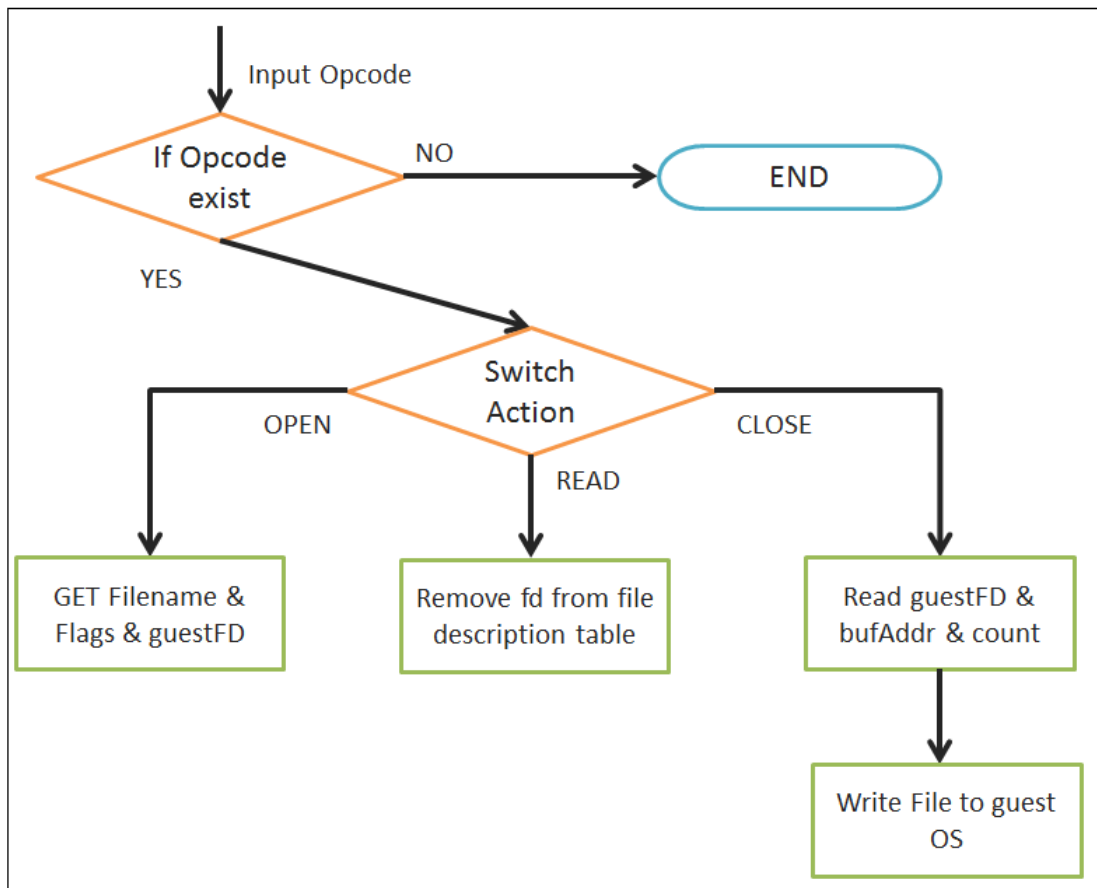 Input Opcode
If Opcode
exist
NO
END
YES
Switch
Action
OPEN
CLOSE
READ
GET Filename &
Flags & guestFD
Remove fd from file
description table
Read guestFD &
bufAddr & count
Write File to guest
OS